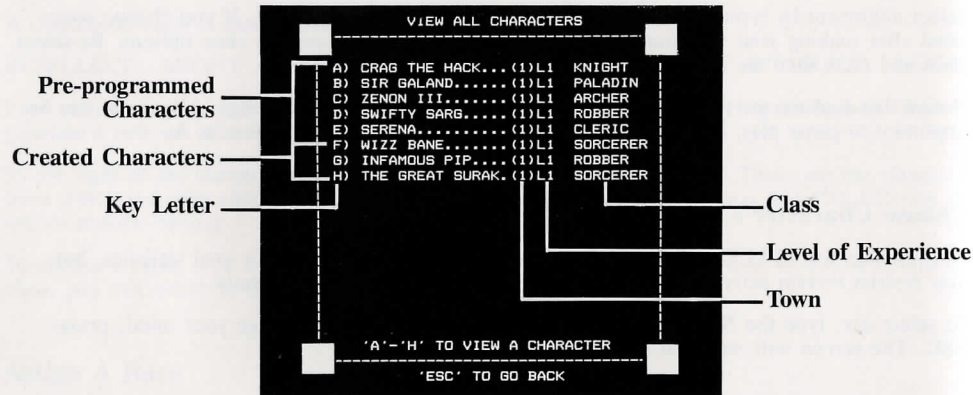 VIEW ALL CHARACTERS
A) CRAG THE HACK...(1)L1 KNIGHT
B) SIR GALAND......(1)L1 PALADIN
C) ZENON III.......(1)L1 ARCHER
D) SWIFTY SARG.....(1)L1 ROBBER
E) SERENA..........(1)L1 CLERIC
F) WIZZ BANE.......(1)L1 SORCERER
G) INFAMOUS PIP....(1)L1 ROBBER
H) THE GREAT SURAK.(1)L1 SORCERER
'A'-'H' TO VIEW A CHARACTER
'ESC' TO GO BACK
Pre-programmed
Characters
Created Characters
Key Letter
Class
Level of Experience
Town